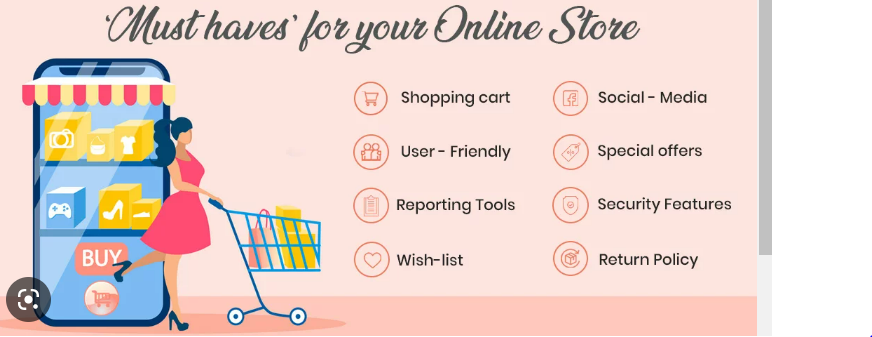 'Must haves' for your Online Store
Shopping cart
Social - Media
User - Friendly
Special offers
Reporting Tools
Security Features
Wish-list
Return Policy
BUY